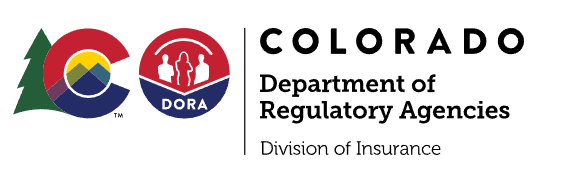 TM
DORA
COLORADO
Department of
Regulatory Agencies
Division of Insurance